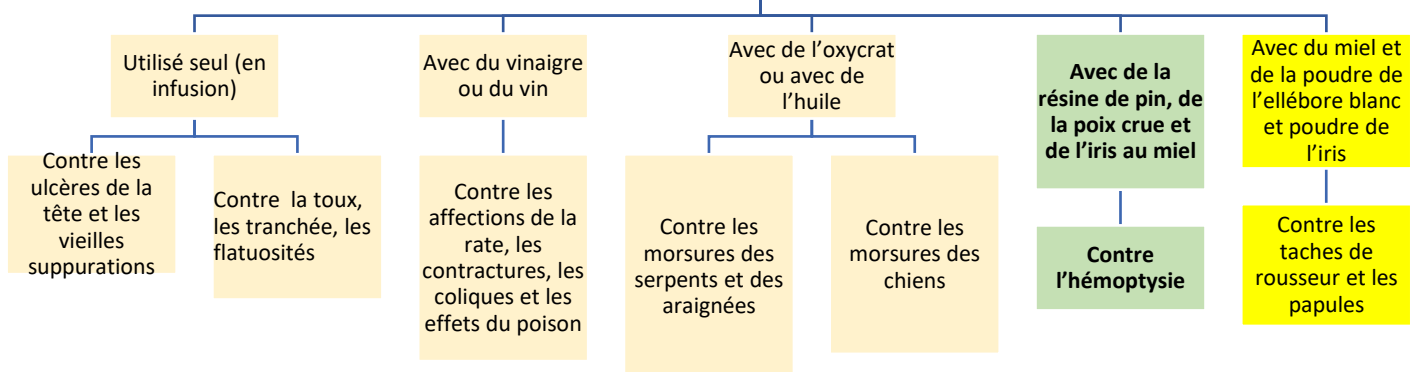 Utilisé seul (en
infusion)
Avec du vinaigre
ou du vin
Avec de l’oxycrat
ou avec de
l’huile
Avec de la
résine de pin, de
la poix crue et
de l’iris au miel
Avec du miel et
de la poudre de
l’ellébore blanc
et poudre de
l’iris
Contre les
ulcères de la
tête et les
vieilles
suppurations
Contre  la toux,
les tranchée, les
flatuosités
Contre les
affections de la
rate, les
contractures, les
coliques et les
effets du poison
Contre les
morsures des
serpents et des
araignées
Contre les
morsures des
chiens
Contre
l’hémoptysie
Contre les
taches de
rousseur et les
papules